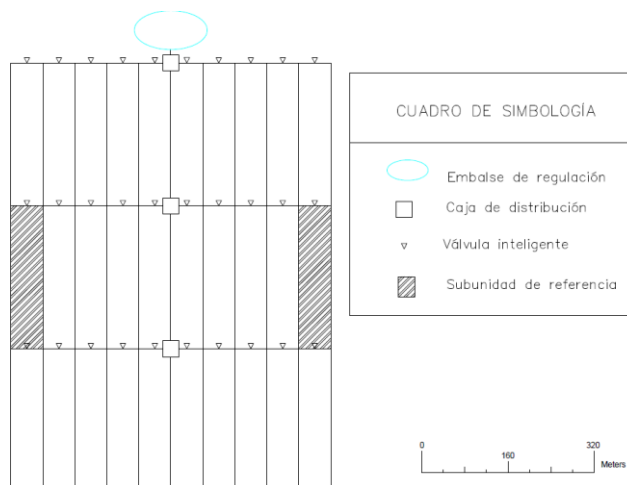 CUADRO DE SIMBOLOGÍA
Embalse de regulación
Caja de distribución
Válvula inteligente
Subunidad de referencia
0 160 320
Meters